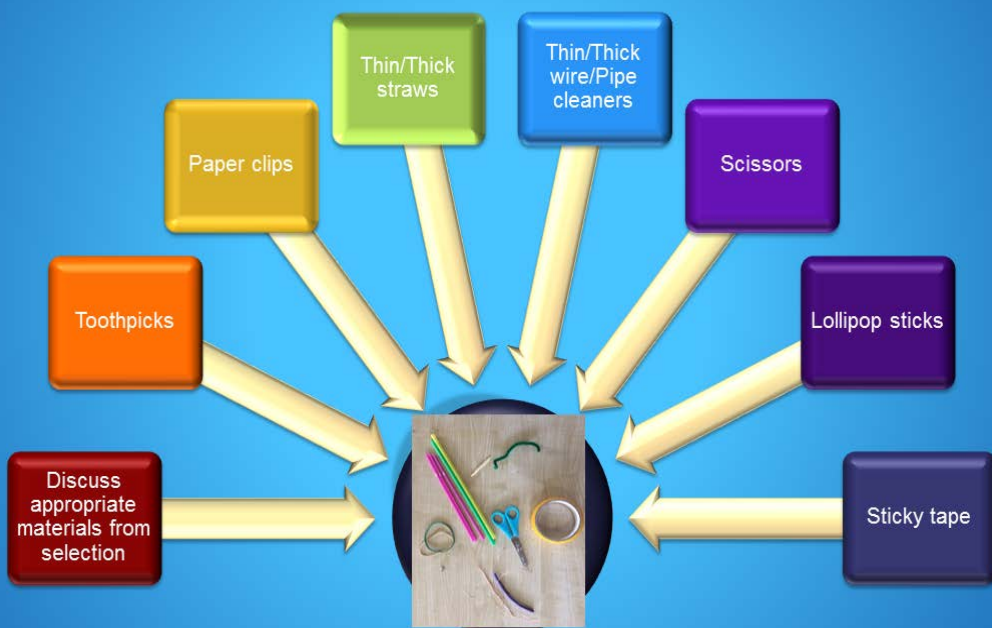 Discuss
appropriate
materials from
selection
Toothpicks
Paper clips
Thin/Thick
straws
Thin/Thick
wire/Pipe
cleaners
Scissors
Lollipop sticks
Sticky tape